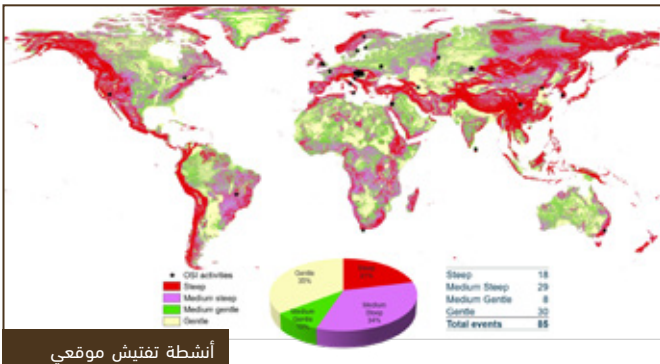 OSI activities
Steep
Medium steep
Medium gentle
Gentle
Gentle
35%
Steep
Medium
Steep
34%
Medium
Gentle
Steep 18
Medium Steep 29
Medium Gentle 8
Gentle 30
Total events 85
أنشطة تفتيش موقعي